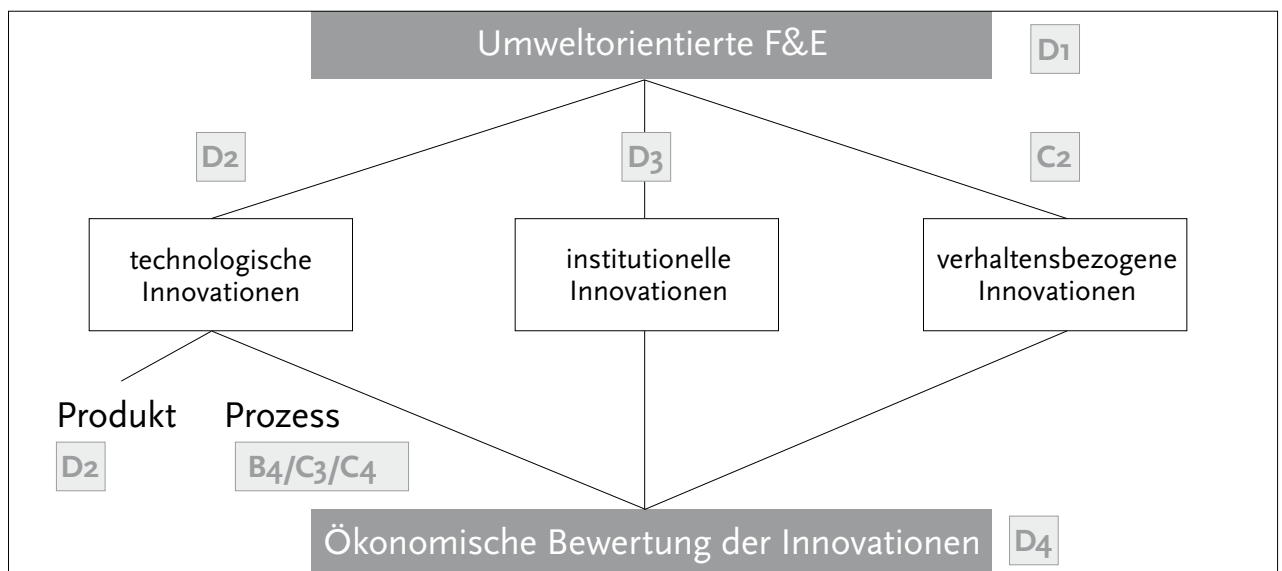 Umweltorientierte F&E
D1
D2
D3
C2
technologische
Innovationen
institutionelle
Innovationen
verhaltensbezogene
Innovationen
Produkt
Prozess
D2
B4/C3/C4
Ökonomische Bewertung der Innovationen
D4